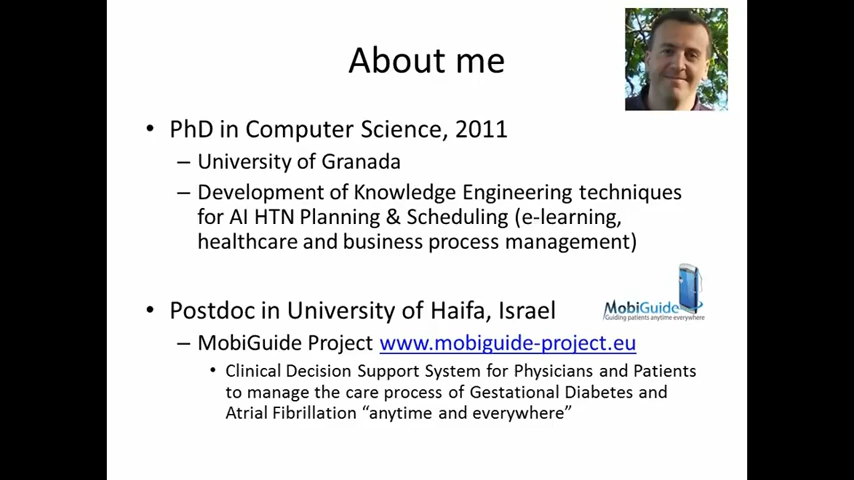 About me
• PhD in Computer Science, 2011
– University of Granada
– Development of Knowledge Engineering techniques
for AI HTN Planning & Scheduling (e-learning,
healthcare and business process management)
MobiGuide
Guiding patients anytime everywhere
• Postdoc in University of Haifa, Israel
– MobiGuide Project www.mobiguide-project.eu
• Clinical Decision Support System for Physicians and Patients
to manage the care process of Gestational Diabetes and
Atrial Fibrillation “anytime and everywhere”